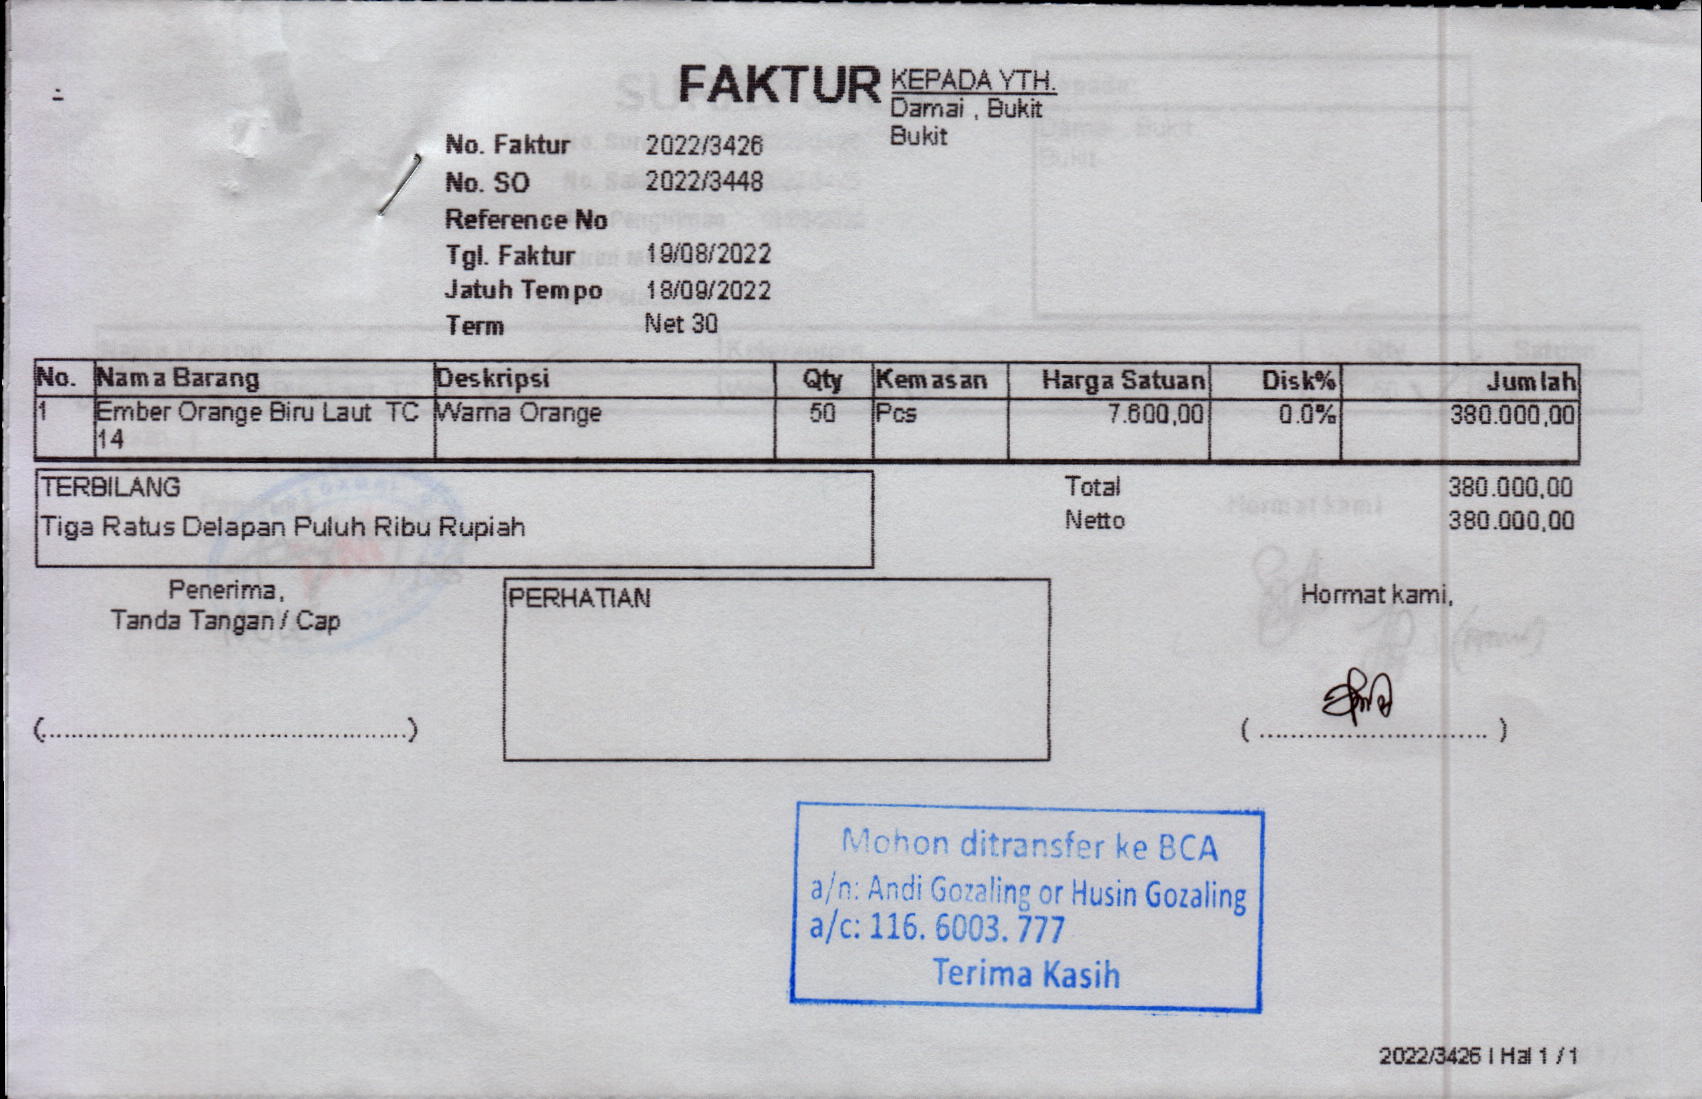 FAKTUR
KEPADA YTH.
Damai , Bukit
Bukit
No. Faktur 2022/3426
No. SO 2022/3448
Reference No
Tgl. Faktur 19/08/2022
Jatuh Tempo 18/09/2022
Term Net 30
No. Nama Barang Deskripsi Qty Kemasan Harga Satuan Disk% Jumlah
1 Ember Orange Biru Laut TC Warna Orange 50 Pcs 7.600,00 0.0% 380.000,00
14
TERBILANG Total 380.000,00
Tiga Ratus Delapan Puluh Ribu Rupiah Netto 380.000,00
Penerima, PERHATIAN Hormat kami,
Tanda Tangan / Cap
(................................................) ( ............................... )
Mohon ditransfer ke BCA
a/n: Andi Gozaling or Husin Gozaling
a/c: 116. 6003. 777
Terima Kasih
2022/3426 | Hal 1 / 1